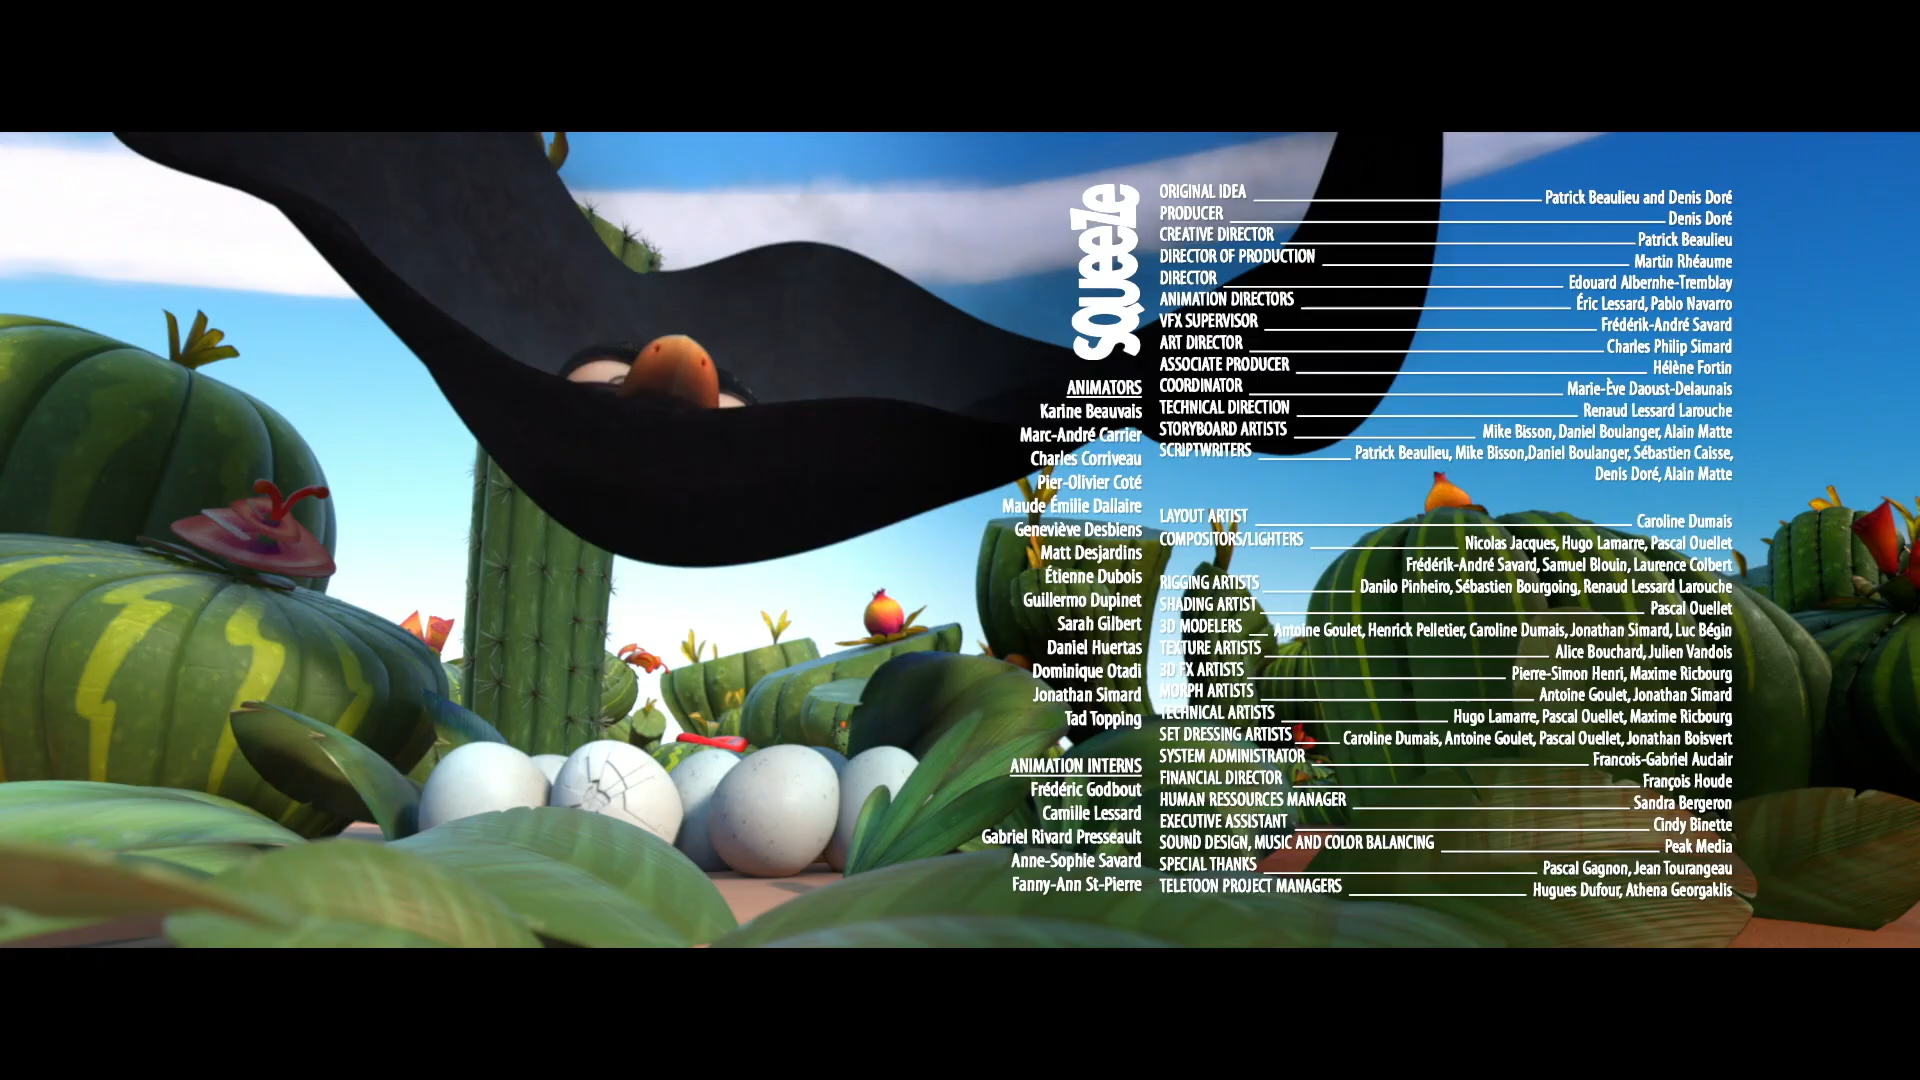 squeeze
ANIMATORS
Karine Beauvais
Marc-André Carrier
Charles Corriveau
Pier-Olivier Coté
Maude Émilie Dallaire
Geneviève Desbiens
Matt Desjardins
Étienne Dubois
Guillermo Dupinet
Sarah Gilbert
Daniel Huertas
Dominique Otadi
Jonathan Simard
Tad Topping
ANIMATION INTERNS
Frédéric Godbout
Camille Lessard
Gabriel Rivard Presseault
Anne-Sophie Savard
Fanny-Ann St-Pierre
ORIGINAL IDEA Patrick Beaulieu and Denis Doré
PRODUCER Denis Doré
CREATIVE DIRECTOR Patrick Beaulieu
DIRECTOR OF PRODUCTION Martin Rhéaume
DIRECTOR Edouard Albernhe-Tremblay
ANIMATION DIRECTORS Éric Lessard, Pablo Navarro
VFX SUPERVISOR Frédérik-André Savard
ART DIRECTOR Charles Philip Simard
ASSOCIATE PRODUCER Hélène Fortin
COORDINATOR Marie-Ève Daoust-Delaunais
TECHNICAL DIRECTION Renaud Lessard Larouche
STORYBOARD ARTISTS Mike Bisson, Daniel Boulanger, Alain Matte
SCRIPTWRITERS Patrick Beaulieu, Mike Bisson,Daniel Boulanger, Sébastien Caisse,
Denis Doré, Alain Matte
LAYOUT ARTIST Caroline Dumais
COMPOSITORS/LIGHTERS Nicolas Jacques, Hugo Lamarre, Pascal Ouellet
Frédérik-André Savard, Samuel Blouin, Laurence Colbert
RIGGING ARTISTS Danilo Pinheiro, Sébastien Bourgoing, Renaud Lessard Larouche
SHADING ARTIST Pascal Ouellet
3D MODELERS Antoine Goulet, Henrick Pelletier, Caroline Dumais, Jonathan Simard, Luc Bégin
TEXTURE ARTISTS Alice Bouchard, Julien Vandois
3D FX ARTISTS Pierre-Simon Henri, Maxime Ricbourg
MORPH ARTISTS Antoine Goulet, Jonathan Simard
TECHNICAL ARTISTS Hugo Lamarre, Pascal Ouellet, Maxime Ricbourg
SET DRESSING ARTISTS Caroline Dumais, Antoine Goulet, Pascal Ouellet, Jonathan Boisvert
SYSTEM ADMINISTRATOR Francois-Gabriel Auclair
FINANCIAL DIRECTOR François Houde
HUMAN RESSOURCES MANAGER Sandra Bergeron
EXECUTIVE ASSISTANT Cindy Binette
SOUND DESIGN, MUSIC AND COLOR BALANCING Peak Media
SPECIAL THANKS Pascal Gagnon, Jean Tourangeau
TELETOON PROJECT MANAGERS Hugues Dufour, Athena Georgaklis